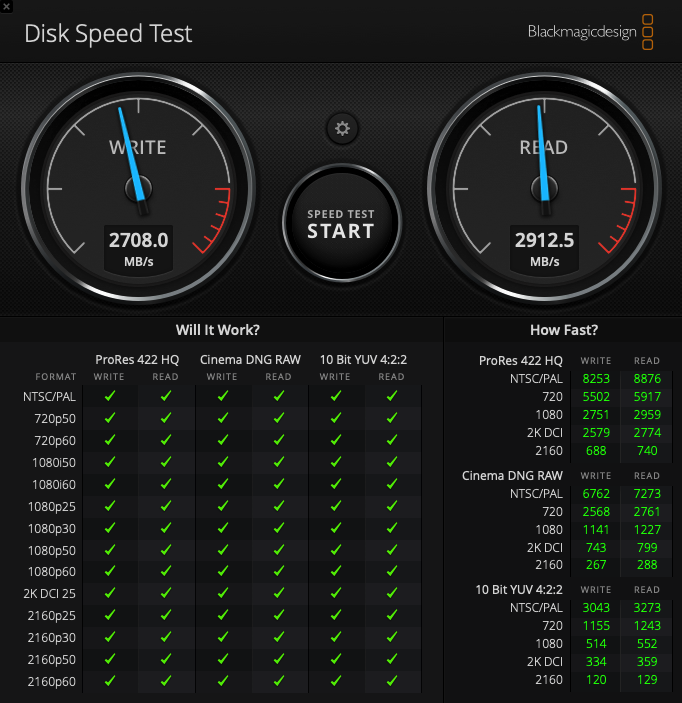 Disk Speed Test
Blackmagicdesign
WRITE
2708.0
MB/s
SPEED TEST
START
READ
2912.5
MB/s
Will It Work?
ProRes 422 HQ Cinema DNG RAW 10 Bit YUV 4:2:2
FORMAT WRITE READ WRITE READ WRITE READ
NTSC/PAL ✓ ✓ ✓ ✓ ✓ ✓
720p50 ✓ ✓ ✓ ✓ ✓ ✓
720p60 ✓ ✓ ✓ ✓ ✓ ✓
1080i50 ✓ ✓ ✓ ✓ ✓ ✓
1080i60 ✓ ✓ ✓ ✓ ✓ ✓
1080p25 ✓ ✓ ✓ ✓ ✓ ✓
1080p30 ✓ ✓ ✓ ✓ ✓ ✓
1080p50 ✓ ✓ ✓ ✓ ✓ ✓
1080p60 ✓ ✓ ✓ ✓ ✓ ✓
2K DCI 25 ✓ ✓ ✓ ✓ ✓ ✓
2160p25 ✓ ✓ ✓ ✓ ✓ ✓
2160p30 ✓ ✓ ✓ ✓ ✓ ✓
2160p50 ✓ ✓ ✓ ✓ ✓ ✓
2160p60 ✓ ✓ ✓ ✓ ✓ ✓
How Fast?
ProRes 422 HQ WRITE READ
NTSC/PAL 8253 8876
720 5502 5917
1080 2751 2959
2K DCI 2579 2774
2160 688 740
Cinema DNG RAW WRITE READ
NTSC/PAL 6762 7273
720 2568 2761
1080 1141 1227
2K DCI 743 799
2160 267 288
10 Bit YUV 4:2:2 WRITE READ
NTSC/PAL 3043 3273
720 1155 1243
1080 514 552
2K DCI 334 359
2160 120 129